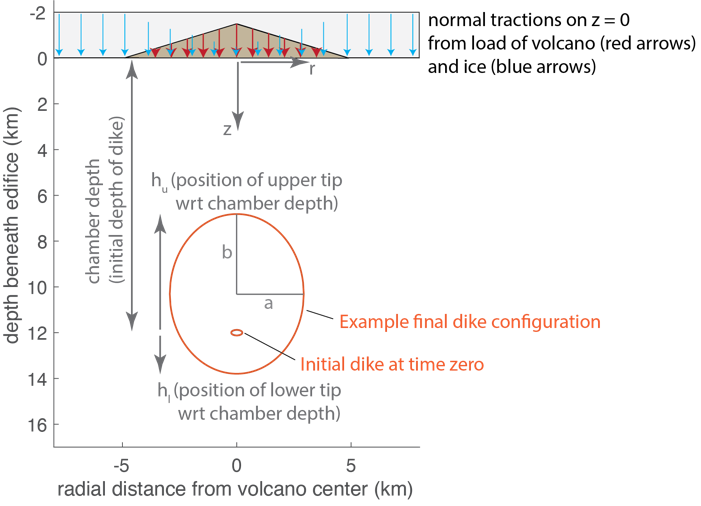 normal tractions on z = 0
from load of volcano (red arrows)
and ice (blue arrows)
-2
0
2
4
6
8
10
12
14
16
depth beneath edifice (km)
chamber depth
(initial depth of dike)
r
z
hu (position of upper tip
wrt chamber depth)
b
a
Example final dike configuration
Initial dike at time zero
hl (position of lower tip
wrt chamber depth)
-5
0
5
radial distance from volcano center (km)